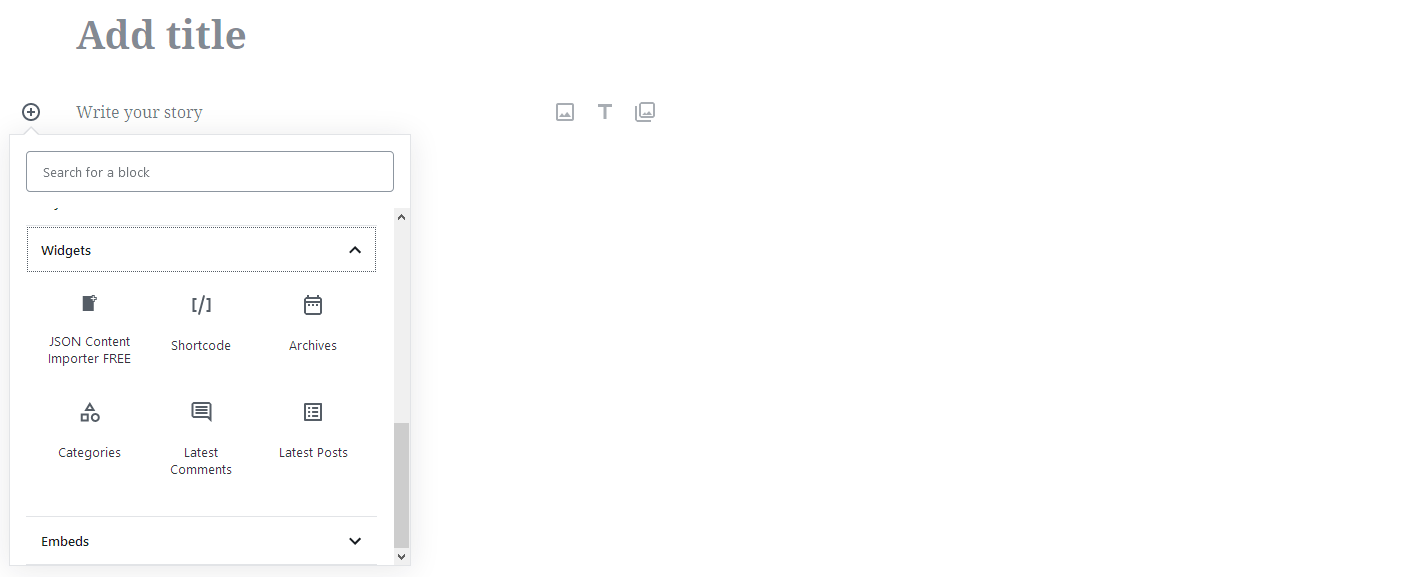 Add title
Write your story
Search for a block
Widgets
JSON Content
Importer FREE
Shortcode
Archives
Categories
Latest
Comments
Latest Posts
Embeds